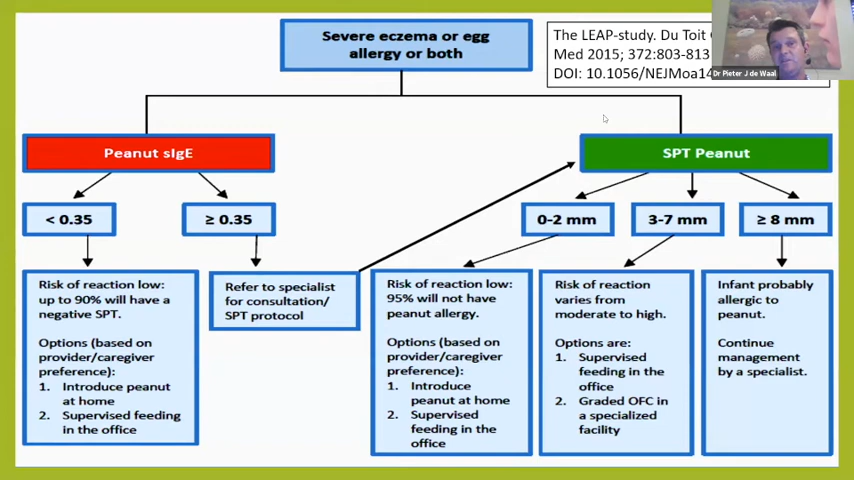 Severe eczema or egg
allergy or both
The LEAP-study. Du Toit
Med 2015; 372:803-813
DOI: 10.1056/NEJMoa14
Dr Pieter J de Waal
Peanut sIgE
SPT Peanut
< 0.35
≥ 0.35
0-2 mm
3-7 mm
≥ 8 mm
Risk of reaction low:
up to 90% will have a
negative SPT.
Options (based on
provider/caregiver
preference):
1. Introduce peanut
at home
2. Supervised feeding
in the office
Refer to specialist
for consultation/
SPT protocol
Risk of reaction low:
95% will not have
peanut allergy.
Options (based on
provider/caregiver
preference):
1. Introduce
peanut at home
2. Supervised
feeding in the
office
Risk of reaction
varies from
moderate to high.
Options are:
1. Supervised
feeding in the
office
2. Graded OFC in
a specialized
facility
Infant probably
allergic to
peanut.
Continue
management
by a specialist.